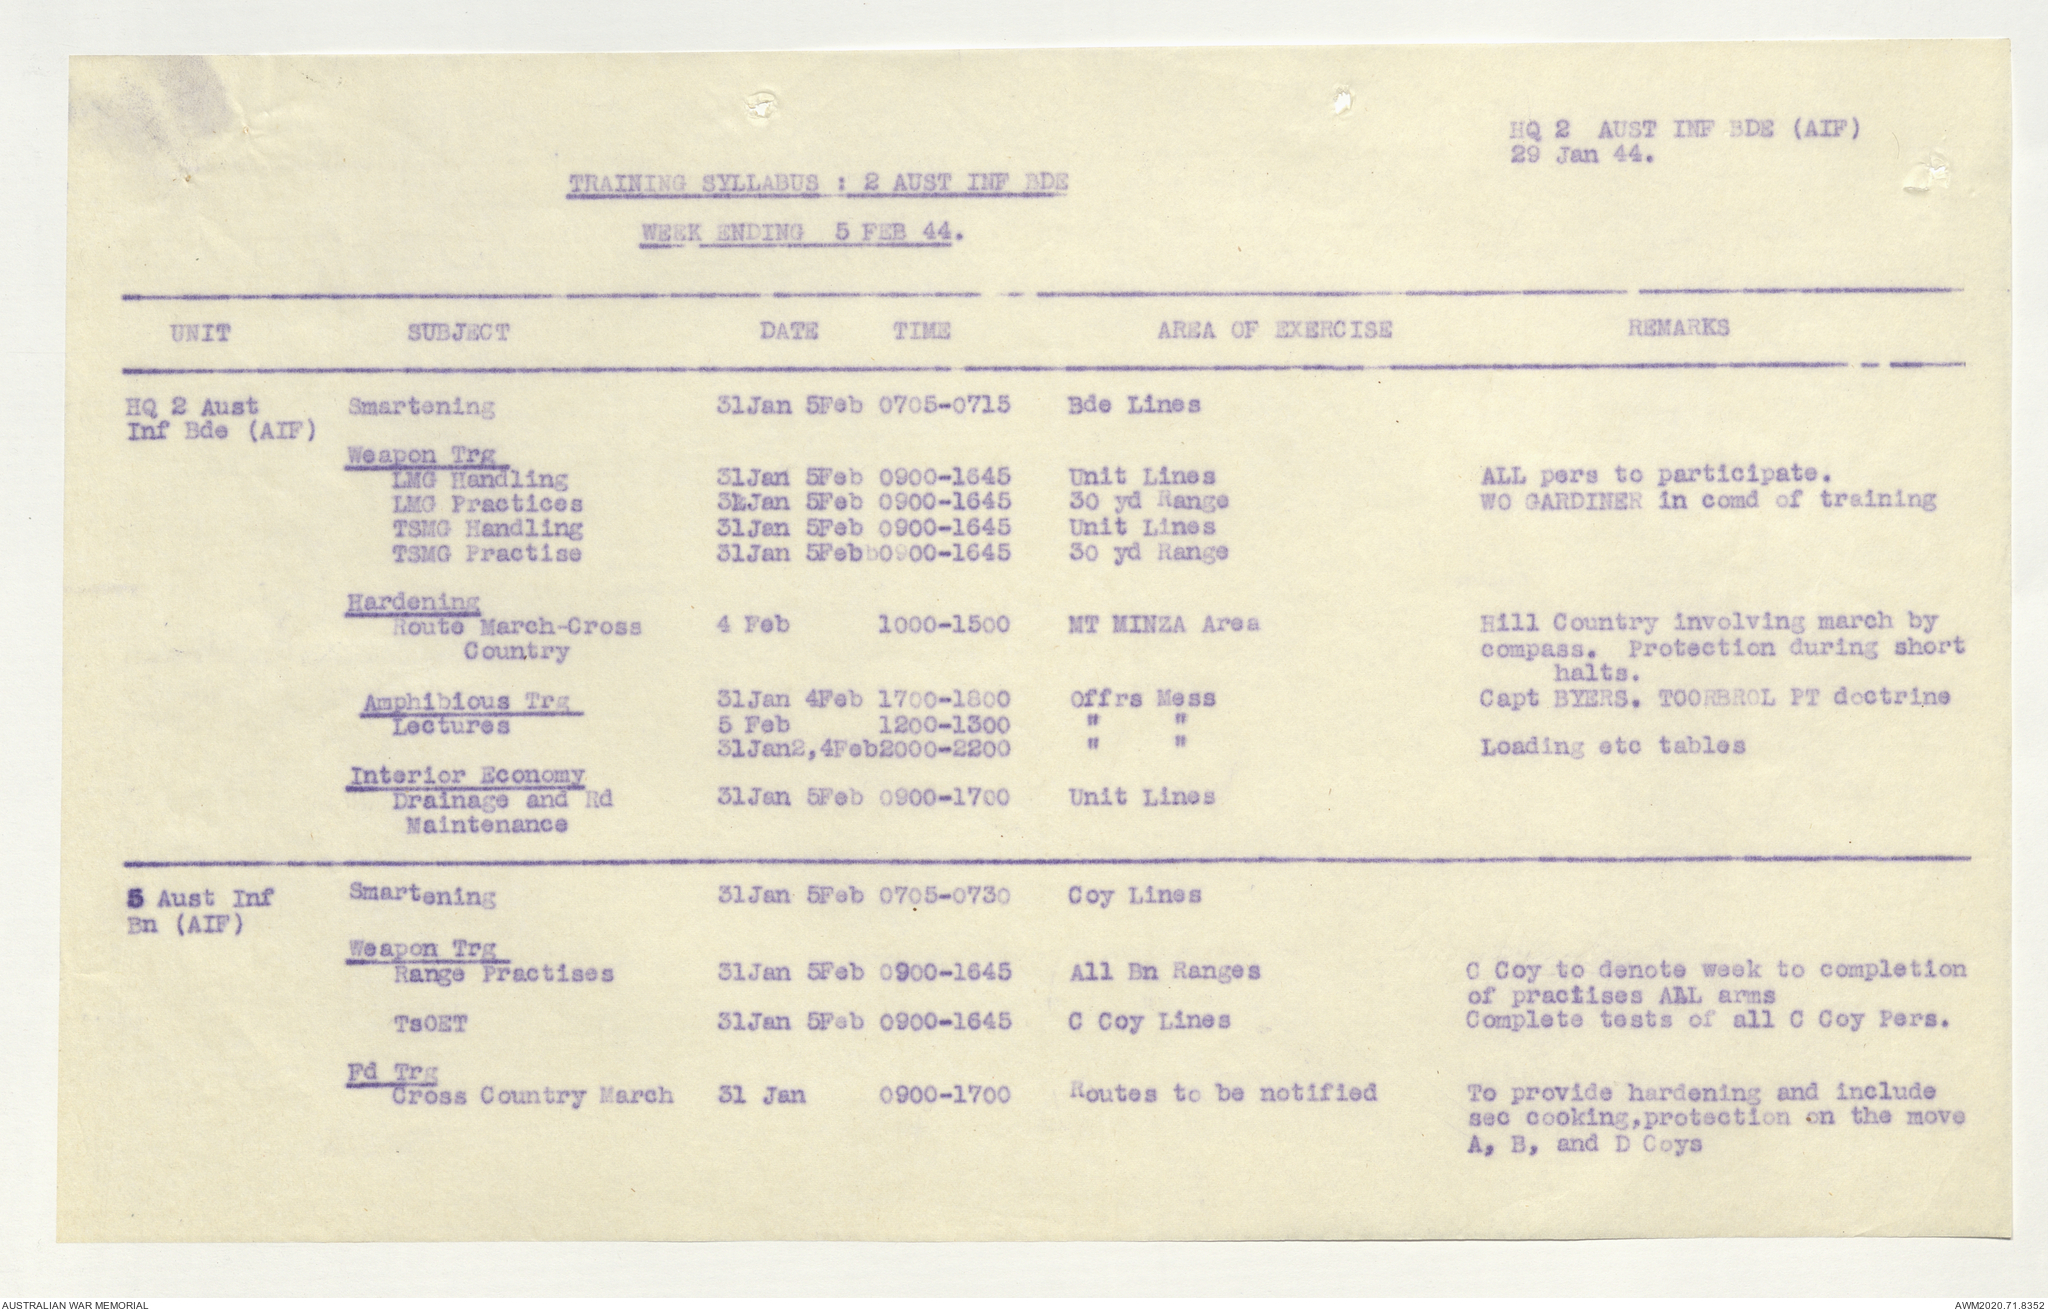 HQ 2 AUST INF BDE (AIF)
29 Jan 44.
TRAINING SYLLABUS : 2 AUST INF BDE
WEEK ENDING 5 FEB 44.
UNIT SUBJECT DATE TIME AREA OF EXERCISE REMARKS
HQ 2 Aust Smartening 31Jan 5Feb 0705-0715 Bde Lines
Inf Bde (AIF)
Weapon Trg
LMG Handling 31Jan 5Feb 0900-1645 Unit Lines ALL pers to participate.
LMG Practices 31Jan 5Feb 0900-1645 30 yd Range WO GARDINER in comd of training
TSMG Handling 31Jan 5Feb 0900-1645 Unit Lines
TSMG Practise 31Jan 5Febb0900-1645 30 yd Range
Hardening
Route March-Cross 4 Feb 1000-1500 MT MINZA Area Hill Country involving march by
Country compass. Protection during short
halts.
Amphibious Trg 31Jan 4Feb 1700-1800 Offrs Mess Capt BYERS. TOORBROL PT doctrine
Lectures 5 Feb 1200-1300 " "
31Jan2,4Feb2000-2200 " " Loading etc tables
Interior Economy
Drainage and Rd 31Jan 5Feb 0900-1700 Unit Lines
Maintenance
5 Aust Inf Smartening 31Jan 5Feb 0705-0730 Coy Lines
Bn (AIF)
Weapon Trg
Range Practises 31Jan 5Feb 0900-1645 All Bn Ranges C Coy to denote week to completion
of practises ALL arms
TsOET 31Jan 5Feb 0900-1645 C Coy Lines Complete tests of all C Coy Pers.
Fd Trg
Cross Country March 31 Jan 0900-1700 Routes to be notified To provide hardening and include
sec cooking,protection on the move
A, B, and D Coys
AUSTRALIAN WAR MEMORIAL AWM2020.71.8352